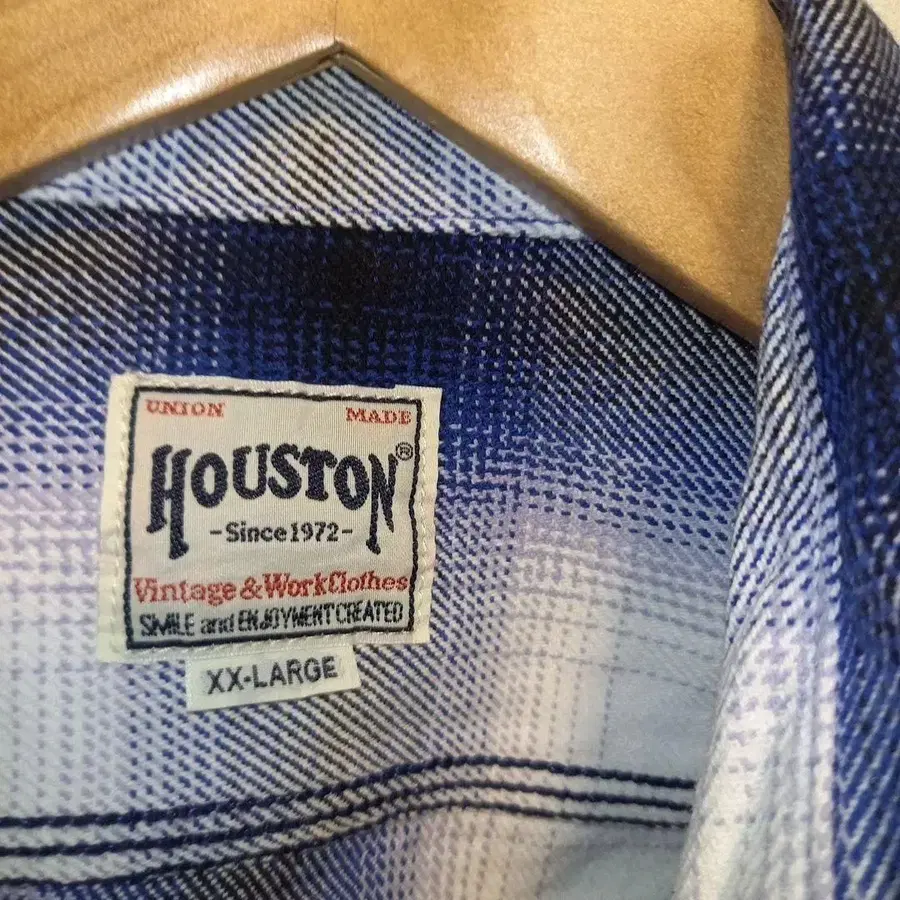 UNION MADE
HOUSTON®
-Since1972-
Vintage & WorkClothes
SMILE and ENJOYMENT CREATED
XX-LARGE